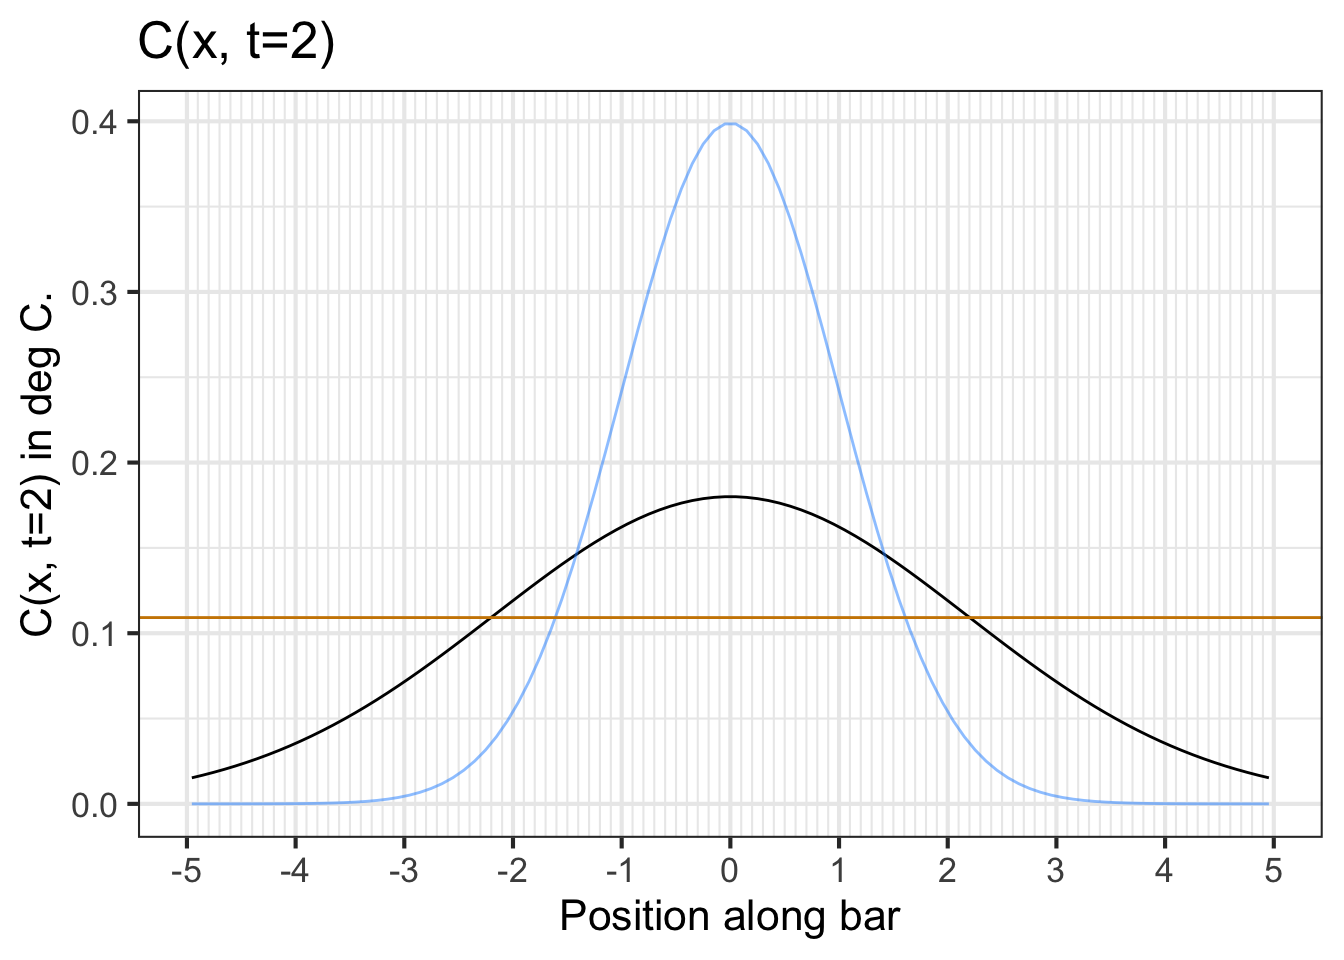 C(x, t=2)
C(x, t=2) in deg C.
0.4
0.3
0.2
0.1
0.0
-5 -4 -3 -2 -1 0 1 2 3 4 5
Position along bar